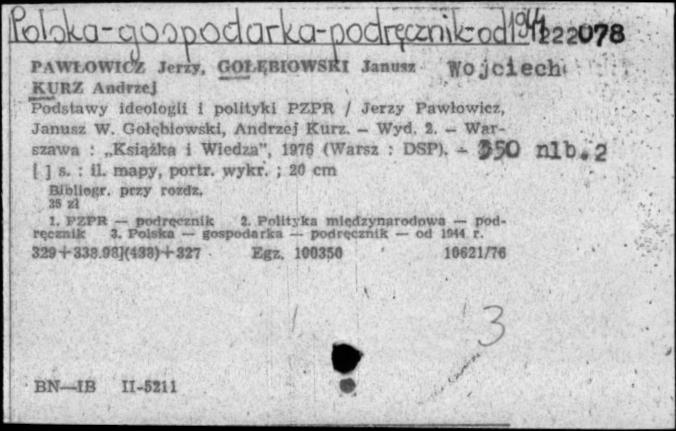 Polska-gospodarka-podręcznik-od 1944 222078
PAWŁOWICZ Jerzy, GOŁĘBIOWSKI Janusz Wojciech
KURZ Andrzej
Podstawy ideologii i polityki PZPR / Jerzy Pawłowicz,
Janusz W. Gołębiowski, Andrzej Kurz. — Wyd. 2. — War-
szawa : „Książka i Wiedza”, 1976 (Warsz : DSP). — 350 nlb.2
[ ] s. : il. mapy, portr. wykr. ; 20 cm
Bibliogr. przy rozdz.
35 zł
1. PZPR — podręcznik 2. Polityka międzynarodowa — pod-
ręcznik 3. Polska — gospodarka — podręcznik — od 1944 r.
329+338.98](438)+327 Egz. 100350 10621/76
3
BN—IB II-5211